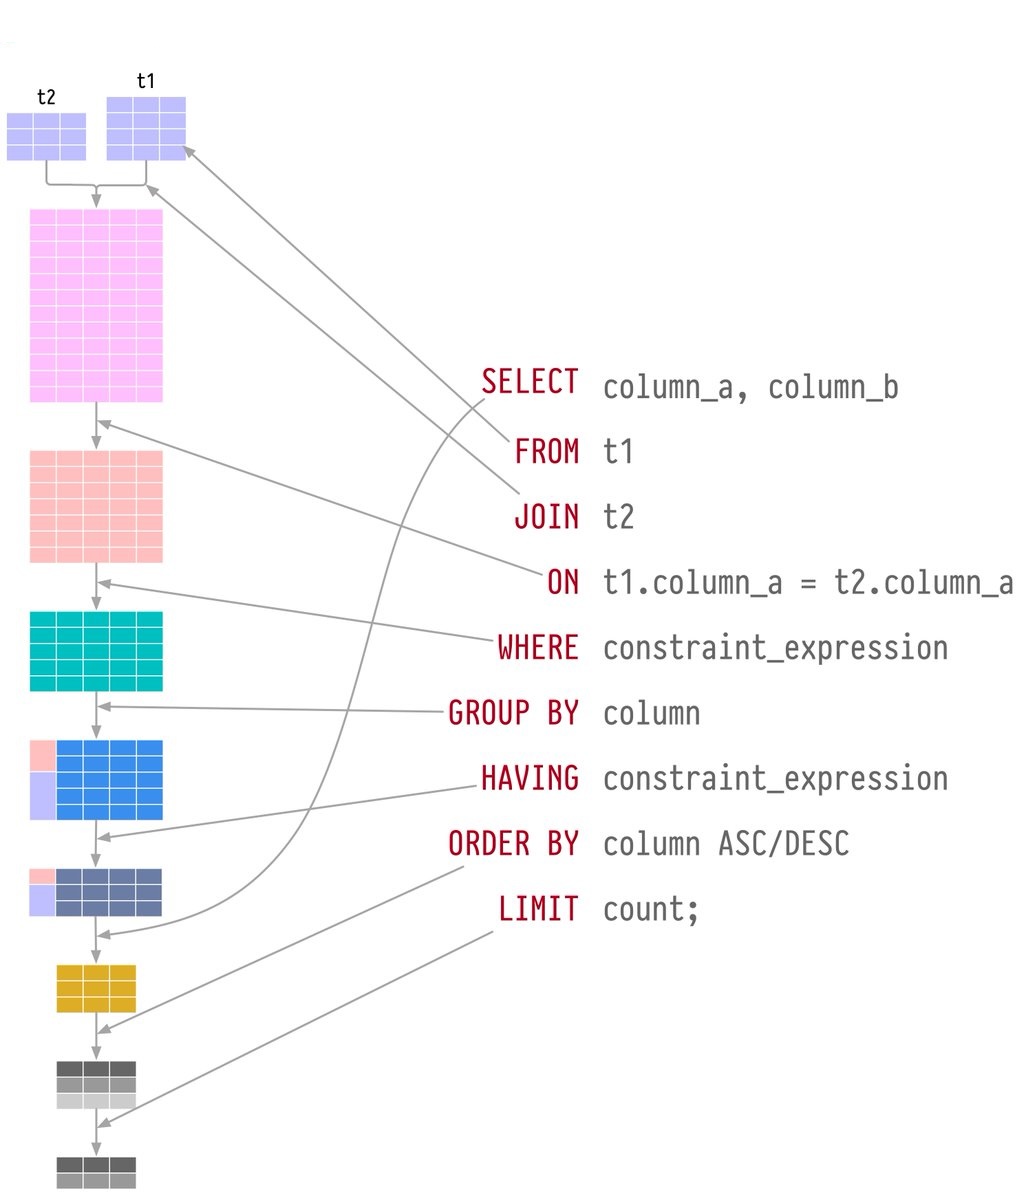 t1
t2
SELECT column_a, column_b
FROM t1
JOIN t2
ON t1.column_a = t2.column_a
WHERE constraint_expression
GROUP BY column
HAVING constraint_expression
ORDER BY column ASC/DESC
LIMIT count;